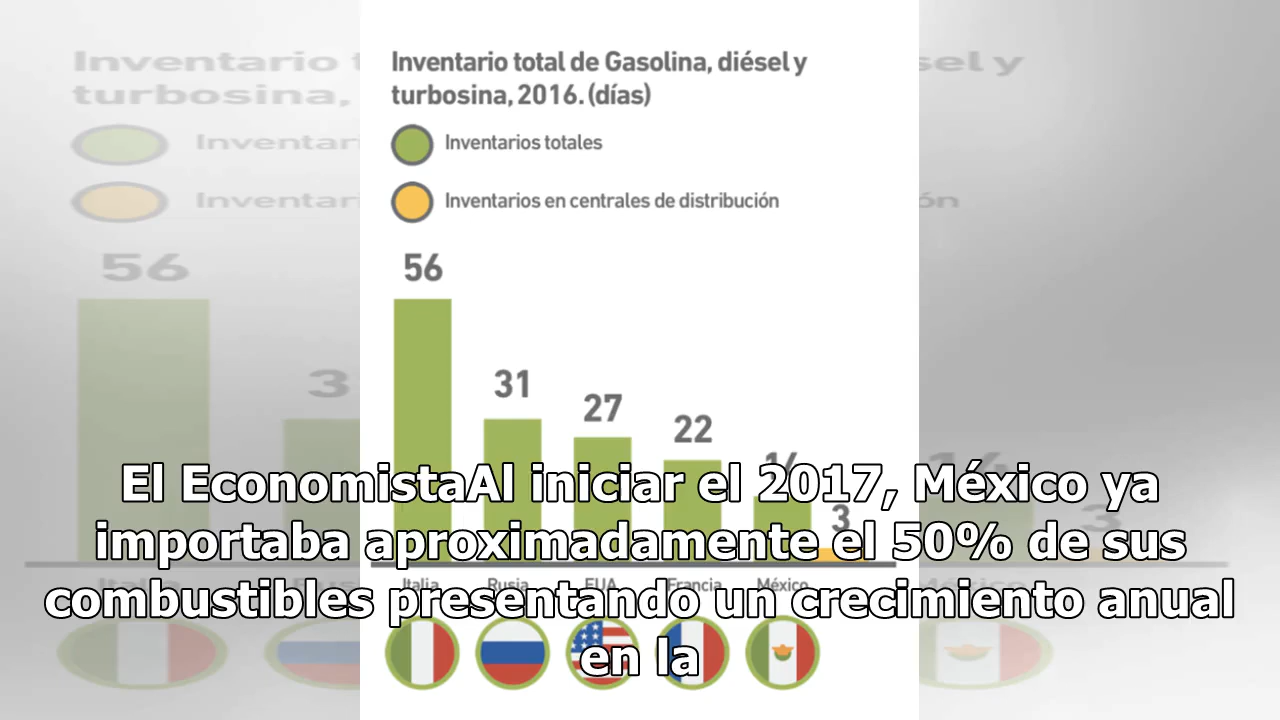 Inventario total de Gasolina, diésel y
turbosina, 2016. (días)
Inventarios totales
Inventarios en centrales de distribución
56
31
27
22
3
El EconomistaAl iniciar el 2017, México ya
importaba aproximadamente el 50% de sus
combustibles presentando un crecimiento anual
en la
Italia Rusia EUA Francia México